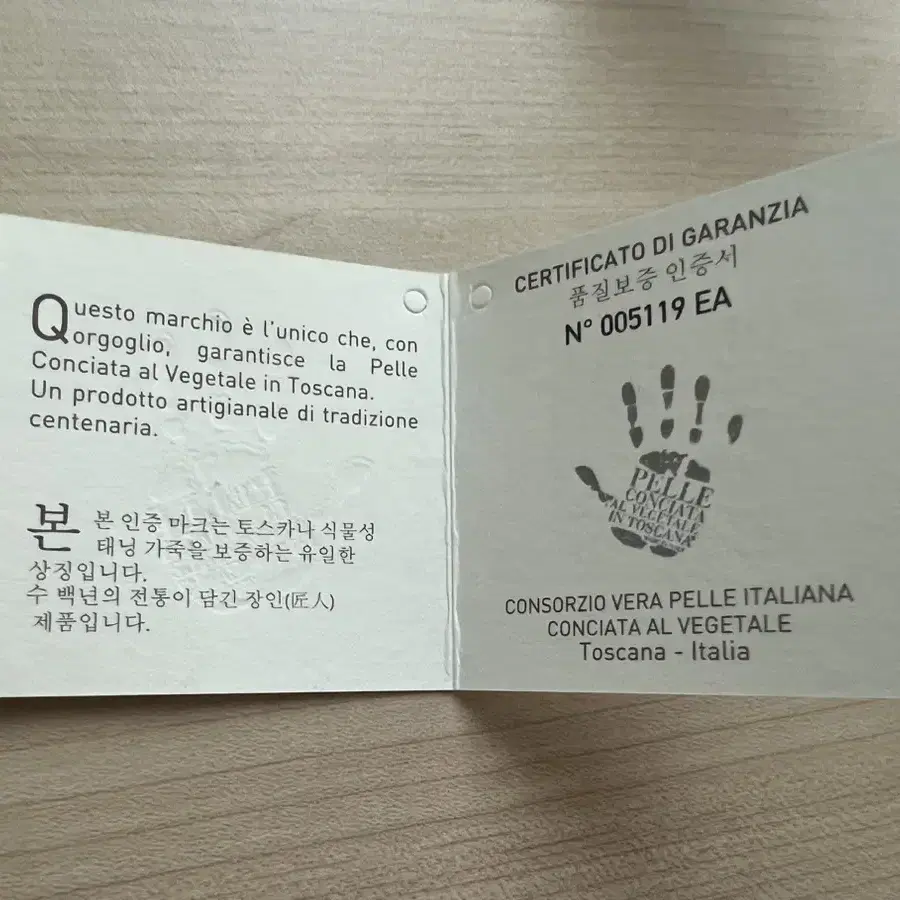 Questo marchio è l'unico che, con
orgoglio, garantisce la Pelle
Conciata al Vegetale in Toscana.
Un prodotto artigianale di tradizione
centenaria.
본 본 인증 마크는 토스카나 식물성
태닝 가죽을 보증하는 유일한
상징입니다.
수 백년의 전통이 담긴 장인(匠人)
제품입니다.
CERTIFICATO DI GARANZIA
품질보증 인증서
N° 005119 EA
PELLE
CONCIATA
AL VEGETALE
IN TOSCANA
CONSORZIO VERA PELLE ITALIANA
CONCIATA AL VEGETALE
Toscana - Italia